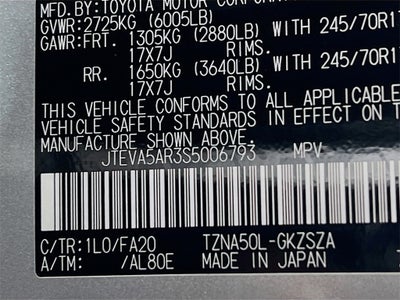 MFD.BY:TOYOTA MOTOR CORPORAT
GVWR:2725KG (6005LB)
GAWR:FRT. 1305KG (2880LB) WITH 245/70R17
17X7J RIMS.
RR. 1650KG (3640LB) WITH 245/70R17
17X7J RIMS.
THIS VEHICLE CONFORMS TO ALL APPLICABLE
VEHICLE SAFETY STANDARDS IN EFFECT ON
MANUFACTURE SHOWN ABOVE.
JTEVA5AR3S5006793 MPV
C/TR:1L0/FA20 TZNA50L-GKZSZA
A/TM: /AL80E MADE IN JAPAN